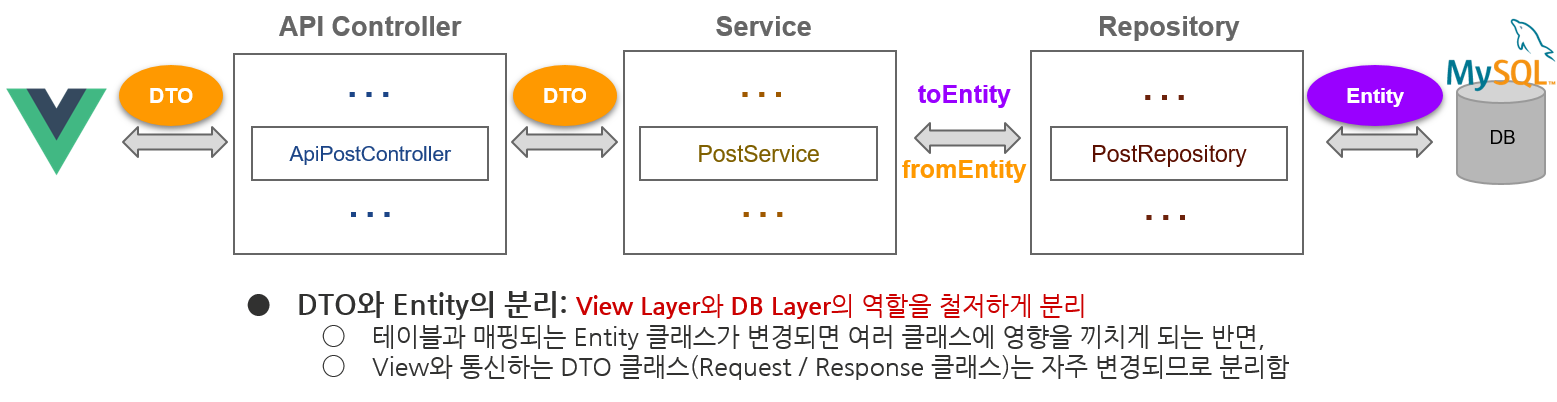 API Controller
Service
Repository
DTO
...
DTO
...
toEntity
...
Entity
MySQL™
ApiPostController
PostService
fromEntity
PostRepository
DB
...
...
...
● DTO와 Entity의 분리: View Layer와 DB Layer의 역할을 철저하게 분리
○ 테이블과 매핑되는 Entity 클래스가 변경되면 여러 클래스에 영향을 끼치게 되는 반면,
○ View와 통신하는 DTO 클래스(Request / Response 클래스)는 자주 변경되므로 분리함